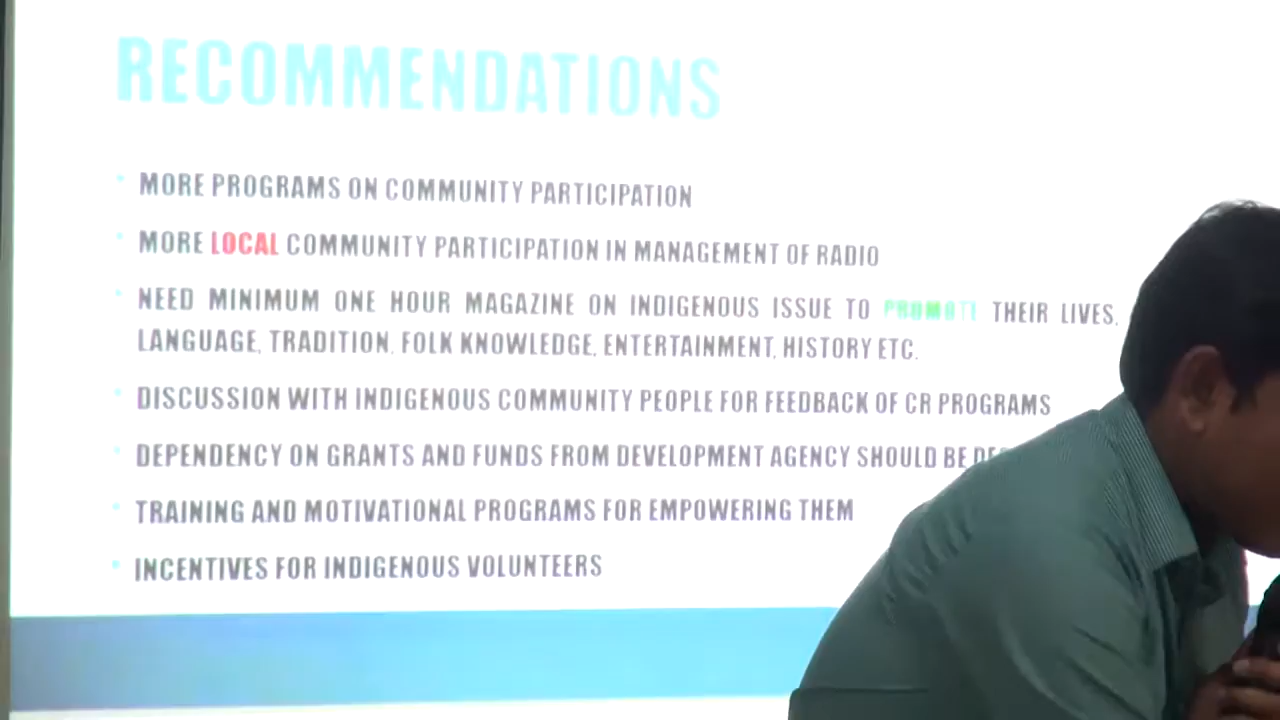 RECOMMENDATIONS
MORE PROGRAMS ON COMMUNITY PARTICIPATION
MORE LOCAL COMMUNITY PARTICIPATION IN MANAGEMENT OF RADIO
NEED MINIMUM ONE HOUR MAGAZINE ON INDIGENOUS ISSUE TO PROMOTE THEIR LIVES,
LANGUAGE, TRADITION, FOLK KNOWLEDGE, ENTERTAINMENT, HISTORY ETC.
DISCUSSION WITH INDIGENOUS COMMUNITY PEOPLE FOR FEEDBACK OF CR PROGRAMS
DEPENDENCY ON GRANTS AND FUNDS FROM DEVELOPMENT AGENCY SHOULD BE
TRAINING AND MOTIVATIONAL PROGRAMS FOR EMPOWERING THEM
INCENTIVES FOR INDIGENOUS VOLUNTEERS